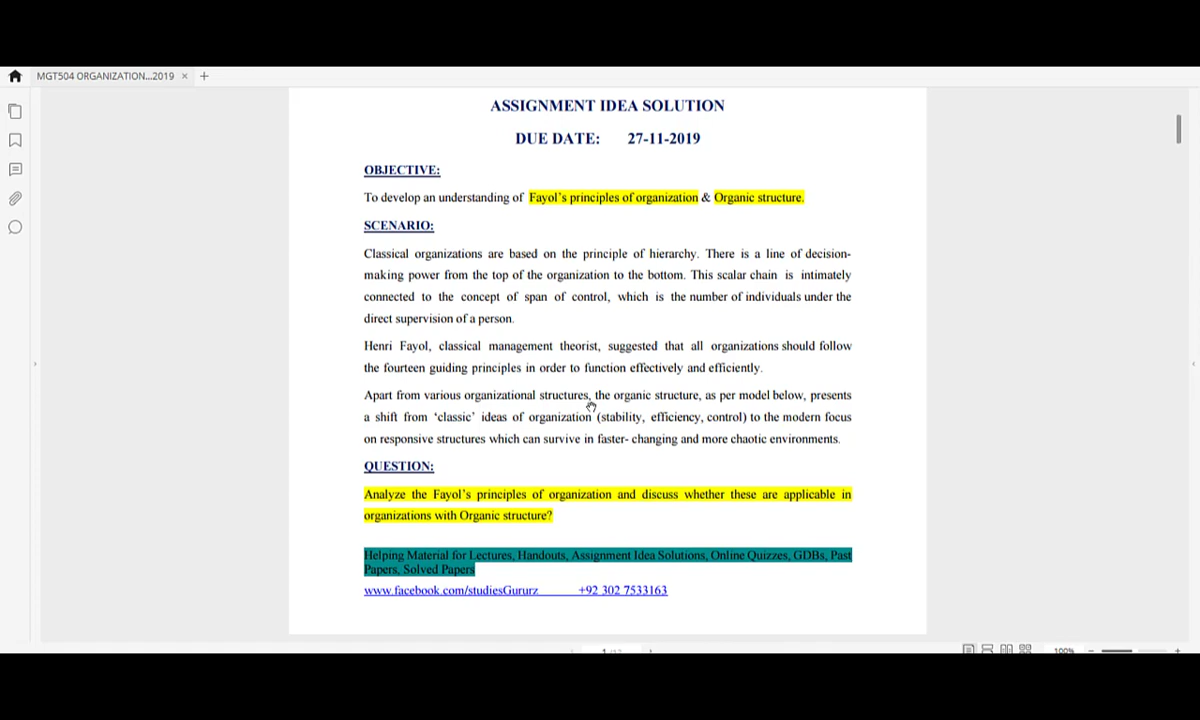 MGT504 ORGANIZATION...2019 × +
ASSIGNMENT IDEA SOLUTION
DUE DATE: 27-11-2019
OBJECTIVE:
To develop an understanding of Fayol's principles of organization & Organic structure.
SCENARIO:
Classical organizations are based on the principle of hierarchy. There is a line of decision-
making power from the top of the organization to the bottom. This scalar chain is intimately
connected to the concept of span of control, which is the number of individuals under the
direct supervision of a person.
Henri Fayol, classical management theorist, suggested that all organizations should follow
the fourteen guiding principles in order to function effectively and efficiently.
Apart from various organizational structures, the organic structure, as per model below, presents
a shift from ‘classic’ ideas of organization (stability, efficiency, control) to the modern focus
on responsive structures which can survive in faster- changing and more chaotic environments.
QUESTION:
Analyze the Fayol's principles of organization and discuss whether these are applicable in
organizations with Organic structure?
Helping Material for Lectures, Handouts, Assignment Idea Solutions, Online Quizzes, GDBs, Past
Papers, Solved Papers
www.facebook.com/studiesGururz +92 302 7533163
100%